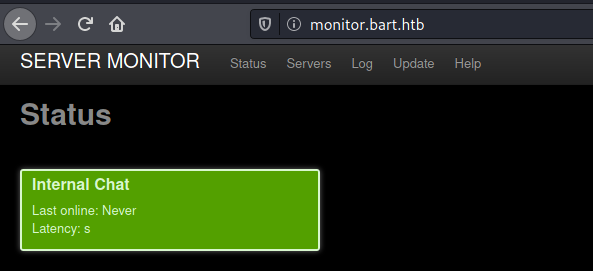 monitor.bart.htb
SERVER MONITOR Status Servers Log Update Help
Status
Internal Chat
Last online: Never
Latency: s